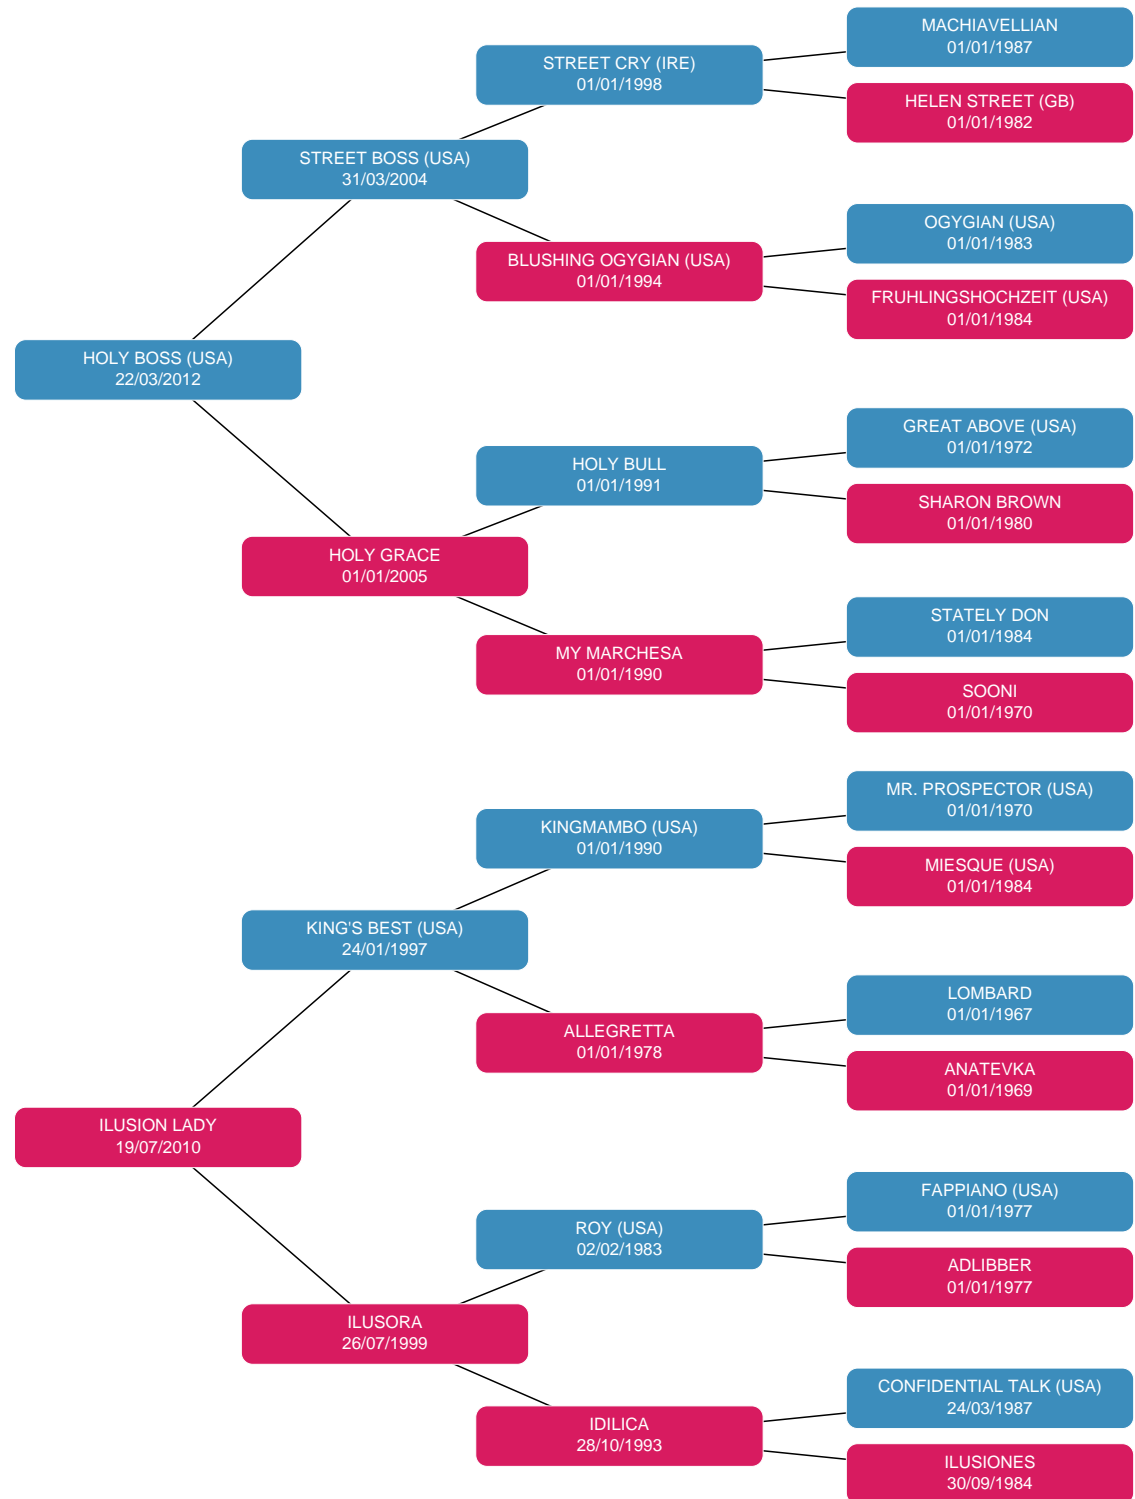 MACHIAVELLIAN
01/01/1987
STREET CRY (IRE)
01/01/1998
HELEN STREET (GB)
01/01/1982
STREET BOSS (USA)
31/03/2004
OGYGIAN (USA)
01/01/1983
BLUSHING OGYGIAN (USA)
01/01/1994
FRUHLINGSHOCHZEIT (USA)
01/01/1984
HOLY BOSS (USA)
22/03/2012
GREAT ABOVE (USA)
01/01/1972
HOLY BULL
01/01/1991
SHARON BROWN
01/01/1980
HOLY GRACE
01/01/2005
STATELY DON
01/01/1984
MY MARCHESA
01/01/1990
SOONI
01/01/1970
MR. PROSPECTOR (USA)
01/01/1970
KINGMAMBO (USA)
01/01/1990
MIESQUE (USA)
01/01/1984
KING'S BEST (USA)
24/01/1997
LOMBARD
01/01/1967
ALLEGRETTA
01/01/1978
ANATEVKA
01/01/1969
ILUSION LADY
19/07/2010
FAPPIANO (USA)
01/01/1977
ROY (USA)
02/02/1983
ADLIBBER
01/01/1977
ILUSORA
26/07/1999
CONFIDENTIAL TALK (USA)
24/03/1987
IDILICA
28/10/1993
ILUSIONES
30/09/1984